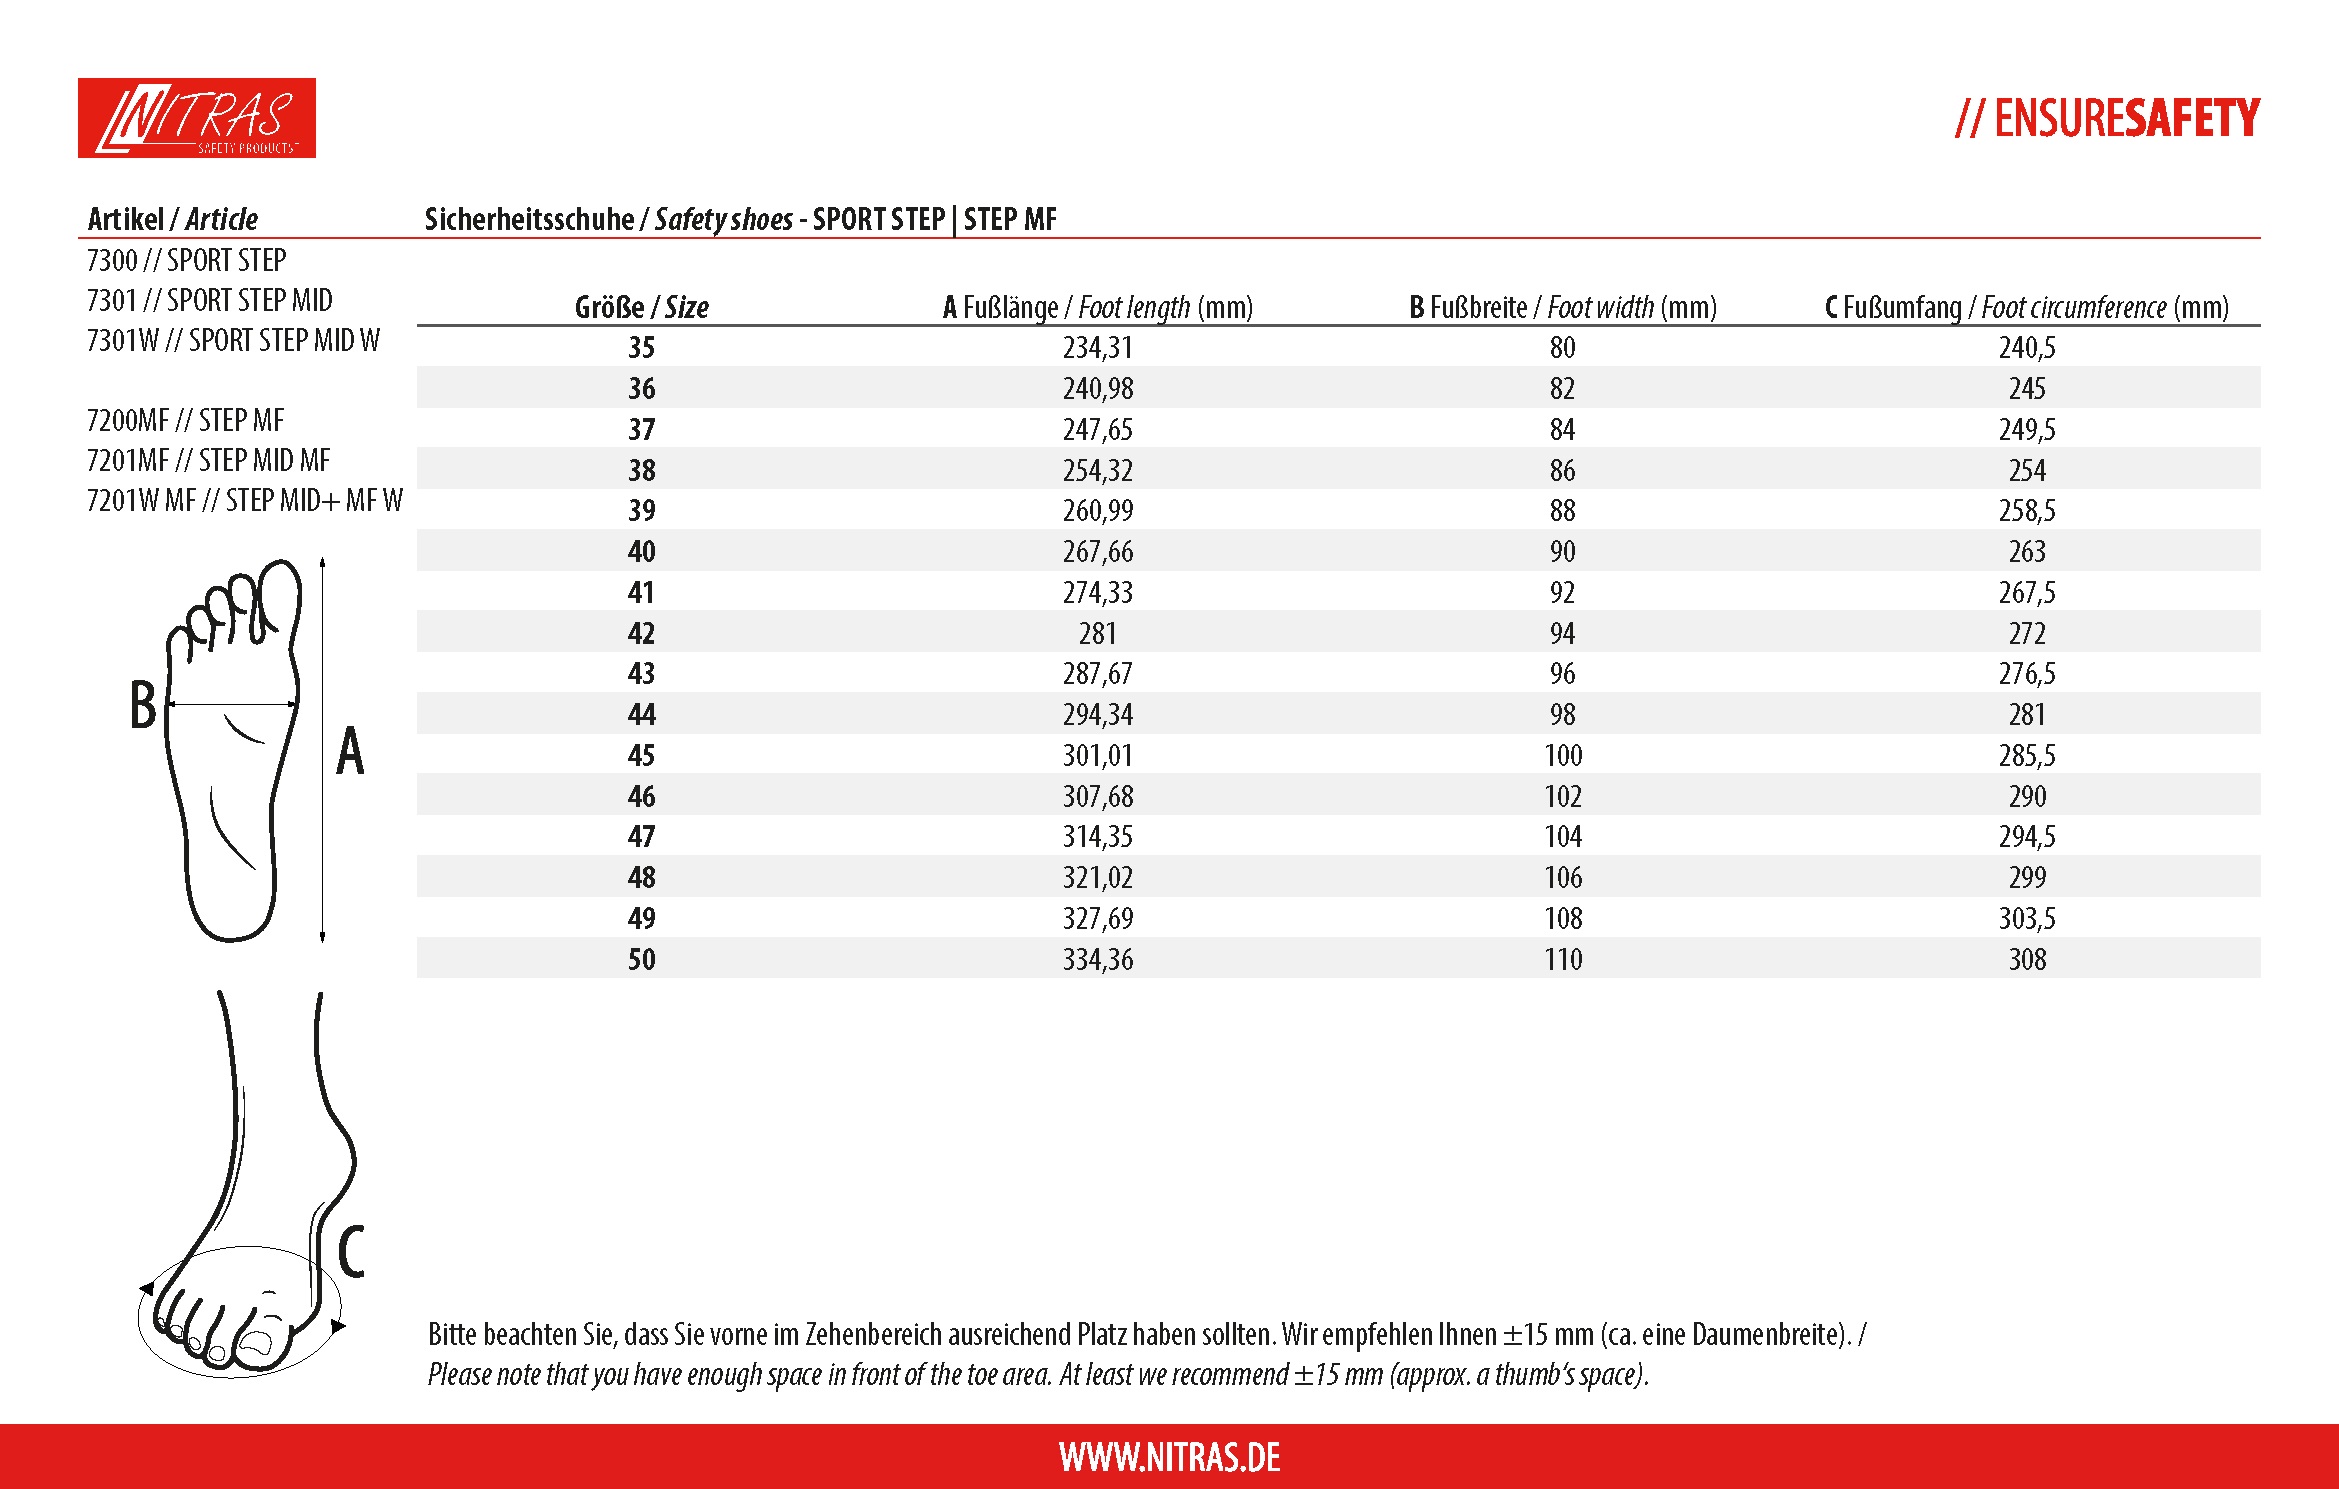 NITRAS
SAFETY PRODUCTS
// ENSURESAFETY
Artikel / Article
Sicherheitsschuhe / Safety shoes - SPORT STEP | STEP MF
7300 // SPORT STEP
7301 // SPORT STEP MID
7301W // SPORT STEP MID W
7200MF // STEP MF
7201MF // STEP MID MF
7201W MF // STEP MID+ MF W
Größe / Size A Fußlänge / Foot length (mm) B Fußbreite / Foot width (mm) C Fußumfang / Foot circumference (mm)
35 234,31 80 240,5
36 240,98 82 245
37 247,65 84 249,5
38 254,32 86 254
39 260,99 88 258,5
40 267,66 90 263
41 274,33 92 267,5
42 281 94 272
43 287,67 96 276,5
44 294,34 98 281
45 301,01 100 285,5
46 307,68 102 290
47 314,35 104 294,5
48 321,02 106 299
49 327,69 108 303,5
50 334,36 110 308
B
A
C
Bitte beachten Sie, dass Sie vorne im Zehenbereich ausreichend Platz haben sollten. Wir empfehlen Ihnen ±15 mm (ca. eine Daumenbreite). /
Please note that you have enough space in front of the toe area. At least we recommend ±15 mm (approx. a thumb‘s space).
WWW.NITRAS.DE